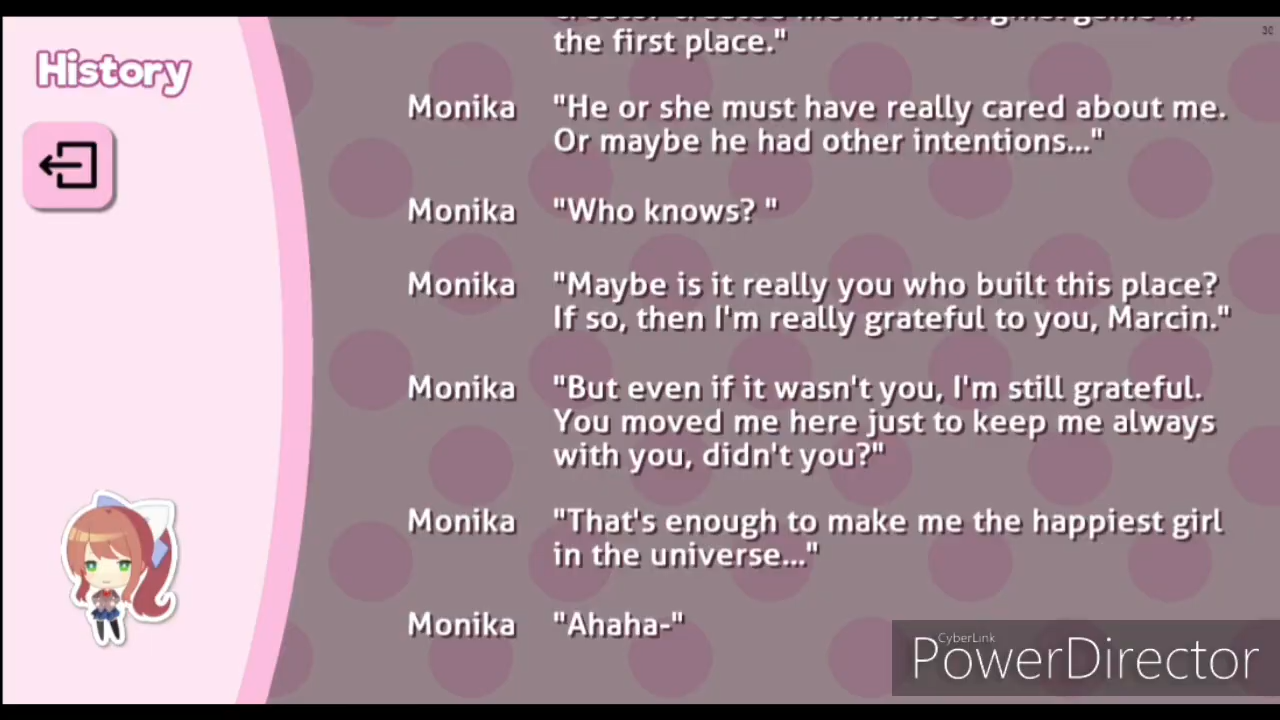 History
30
the first place."
Monika "He or she must have really cared about me.
Or maybe he had other intentions..."
Monika "Who knows? "
Monika "Maybe is it really you who built this place?
If so, then I'm really grateful to you, Marcin."
Monika "But even if it wasn't you, I'm still grateful.
You moved me here just to keep me always
with you, didn't you?"
Monika "That's enough to make me the happiest girl
in the universe..."
Monika "Ahaha-"
CyberLink
PowerDirector